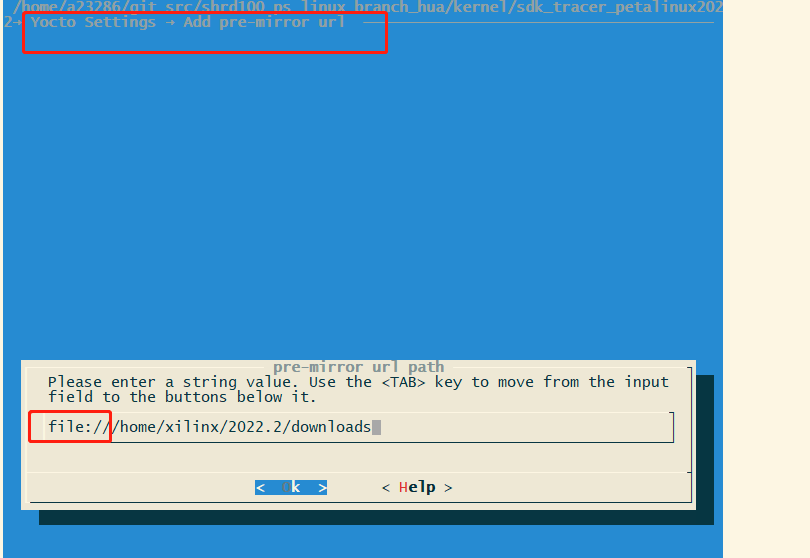 /home/a23286/git_src/sbrd100_ps_linux_branch_hua/kernel/sdk_tracer_petalinux202
2→ Yocto Settings → Add pre-mirror url
pre-mirror url path
Please enter a string value. Use the <TAB> key to move from the input
field to the buttons below it.
file:///home/xilinx/2022.2/downloads
< Ok > < Help >